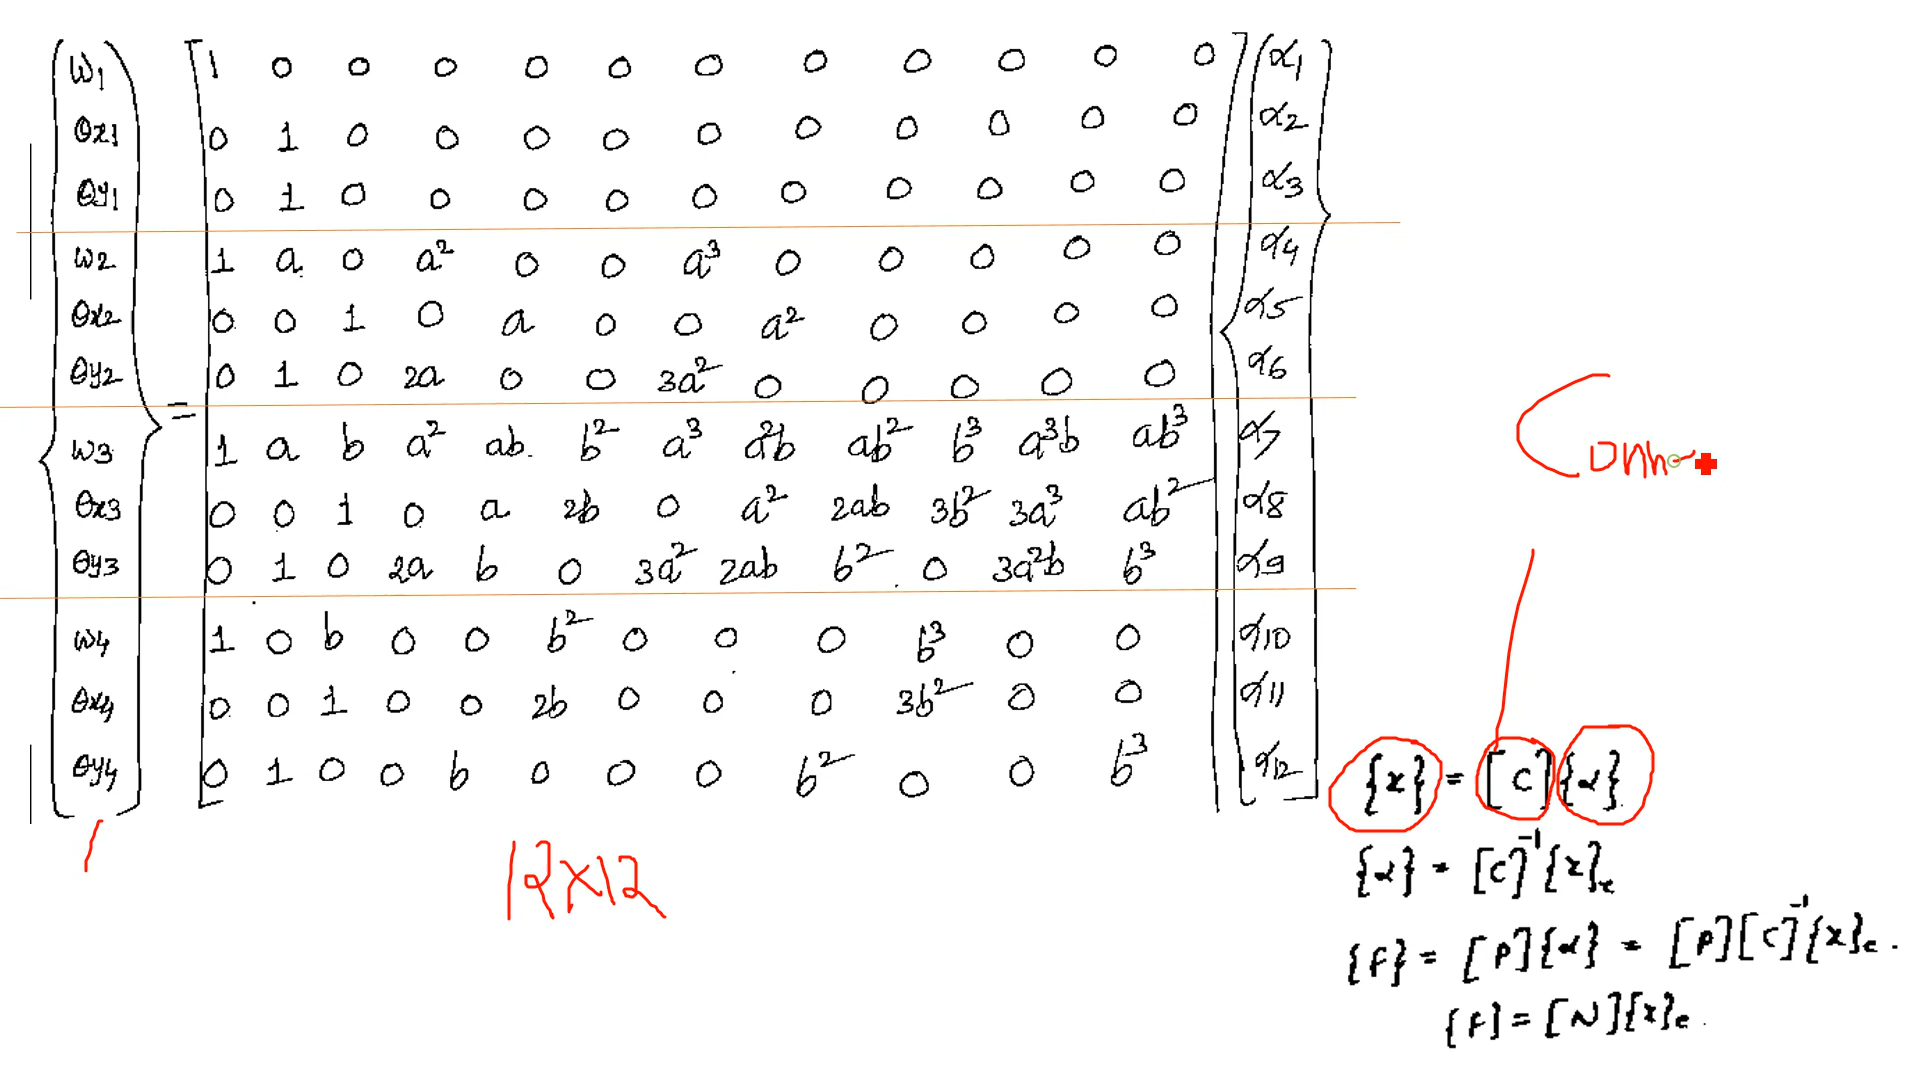 w1 1 0 0 0 0 0 0 0 0 0 0 0 α1
θx1 0 1 0 0 0 0 0 0 0 0 0 0 α2
θy1 0 1 0 0 0 0 0 0 0 0 0 0 α3
w2 1 a 0 a² 0 0 a³ 0 0 0 0 0 α4
θx2 0 0 1 0 a 0 0 a² 0 0 0 0 α5
θy2 0 1 0 2a 0 0 3a² 0 0 0 0 0 α6
=
w3 1 a b a² ab b² a³ a²b ab² b³ a³b ab³ α7
θx3 0 0 1 0 a 2b 0 a² 2ab 3b² 3a³ ab² α8
θy3 0 1 0 2a b 0 3a² 2ab b² 0 3a²b b³ α9
w4 1 0 b 0 0 b² 0 0 0 b³ 0 0 α10
θx4 0 0 1 0 0 2b 0 0 0 3b² 0 0 α11
θy4 0 1 0 0 b 0 0 0 b² 0 0 b³ α12
12×12
Conn
{x} = [C]{α}
{α} = [C]⁻¹{x}e
{f} = [P]{α} = [P][C]⁻¹{x}e.
{f} = [N]{x}e.